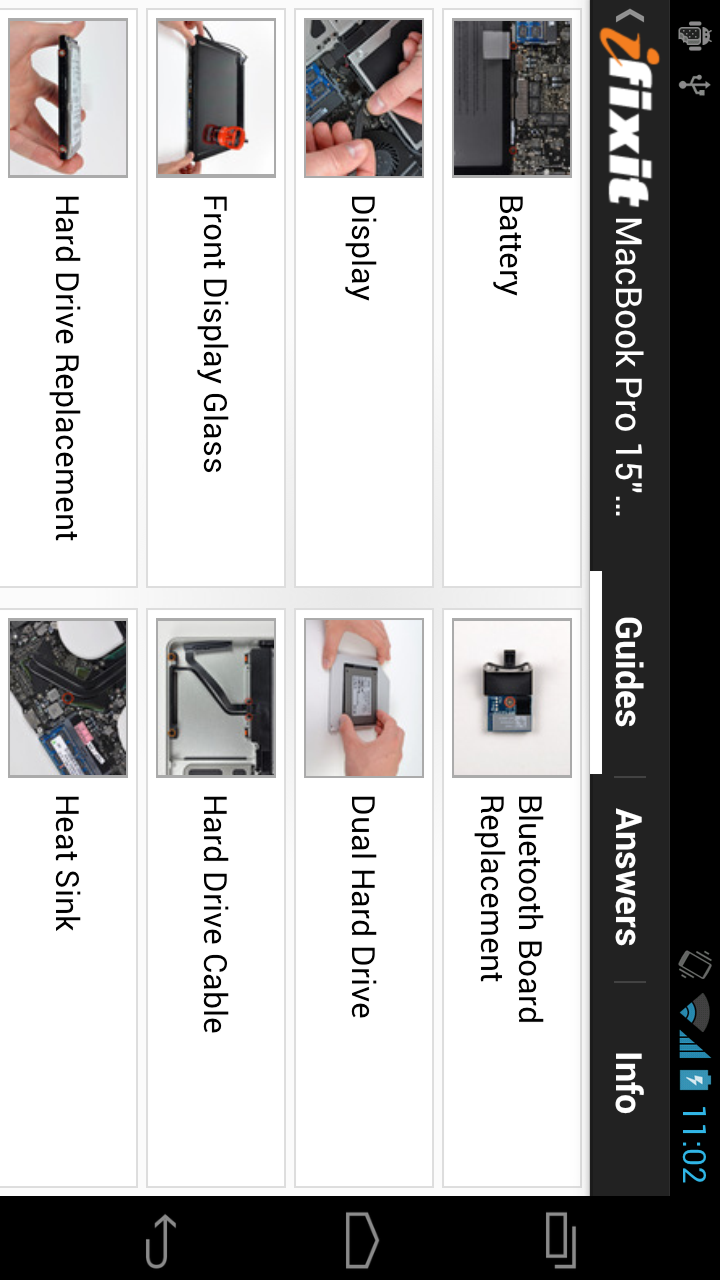 11:02
ifixit MacBook Pro 15"...
Guides
Answers
Info
Battery
Bluetooth Board
Replacement
Display
Dual Hard Drive
Front Display Glass
Hard Drive Cable
Hard Drive Replacement
Heat Sink